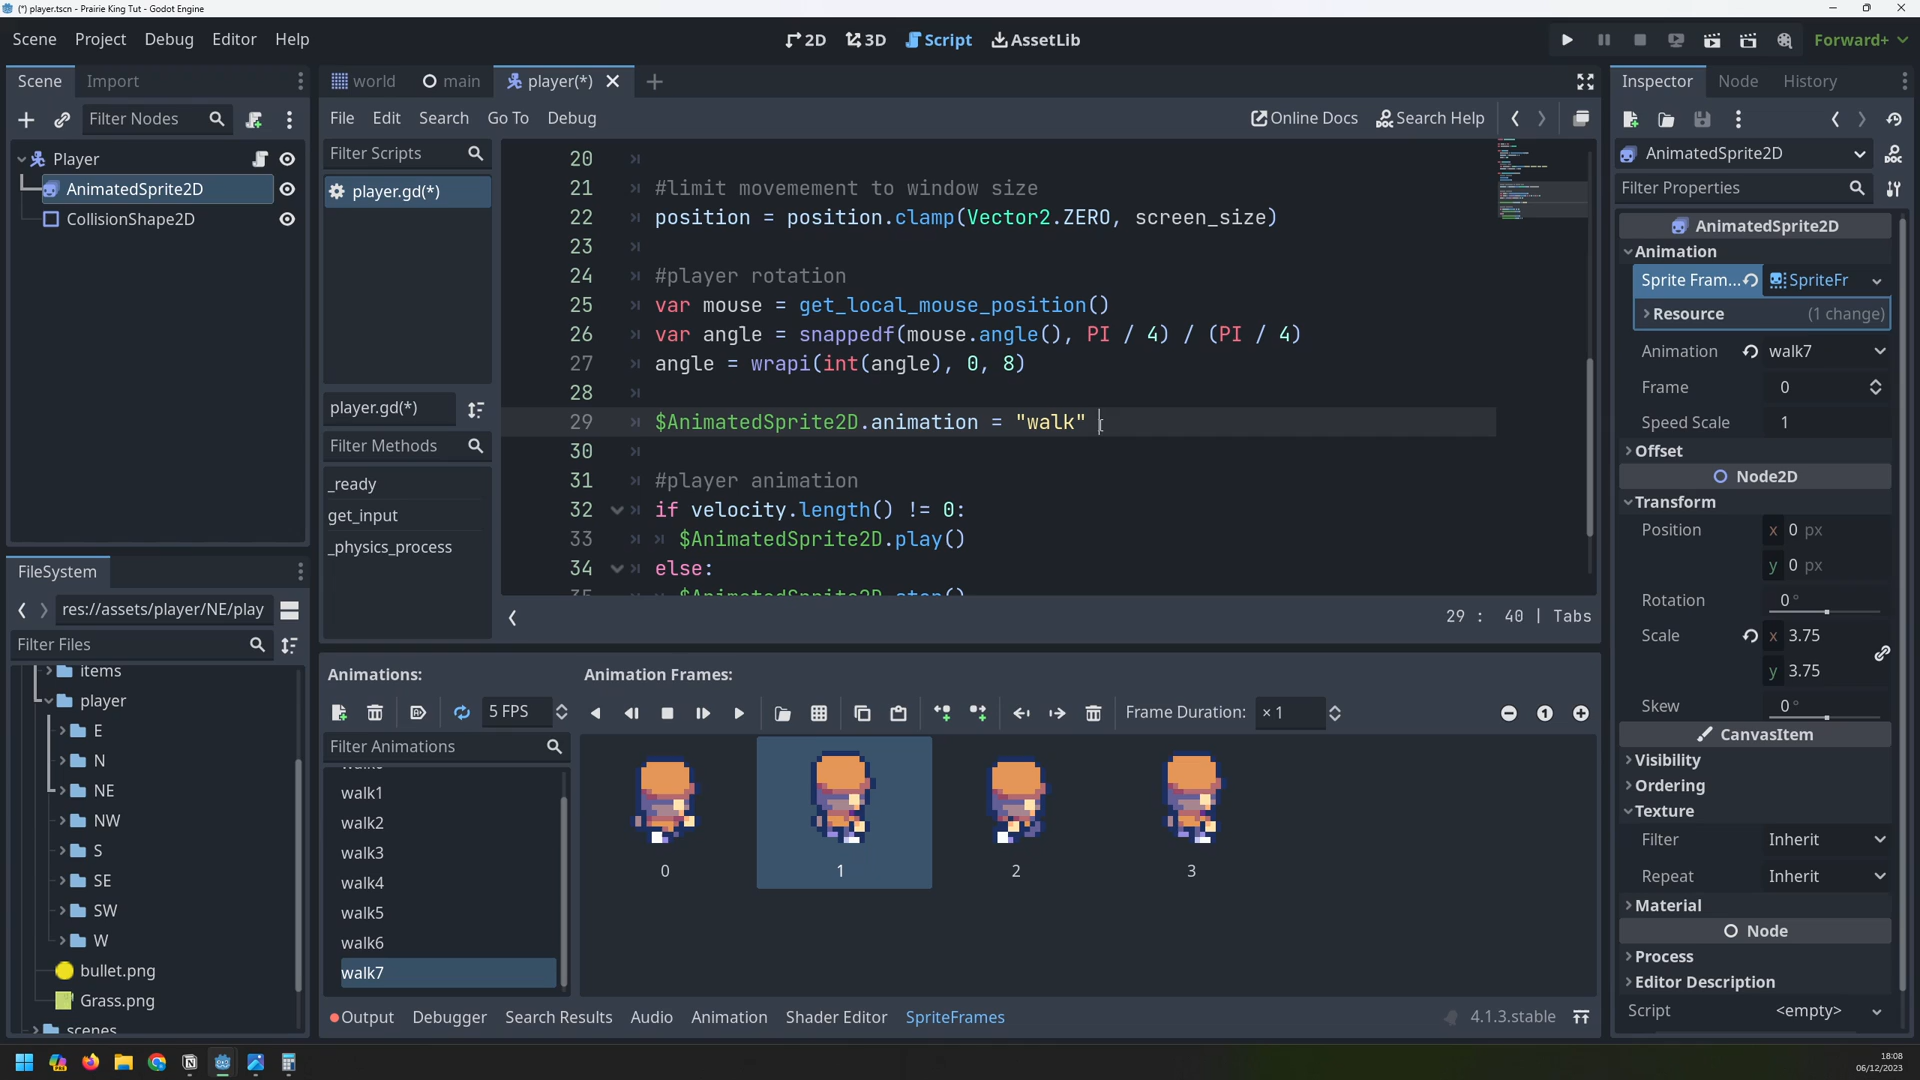 (*) player.tscn - Prairie King Tut - Godot Engine
Scene Project Debug Editor Help
2D 3D Script AssetLib
Forward+
Scene Import
Filter Nodes
Player
AnimatedSprite2D
CollisionShape2D
FileSystem
res://assets/player/NE/play
Filter Files
items
player
E
N
NE
NW
S
SE
SW
W
bullet.png
Grass.png
scenes
world main player(*)
File Edit Search Go To Debug
Online Docs Search Help
Filter Scripts
player.gd(*)
player.gd(*)
Filter Methods
_ready
get_input
_physics_process
20
21 #limit movemement to window size
22 position = position.clamp(Vector2.ZERO, screen_size)
23
24 #player rotation
25 var mouse = get_local_mouse_position()
26 var angle = snappedf(mouse.angle(), PI / 4) / (PI / 4)
27 angle = wrapi(int(angle), 0, 8)
28
29 $AnimatedSprite2D.animation = "walk"
30
31 #player animation
32 if velocity.length() != 0:
33 $AnimatedSprite2D.play()
34 else:
35 $AnimatedSprite2D.stop()
29 : 40 | Tabs
Animations:
5 FPS
Filter Animations
walk1
walk2
walk3
walk4
walk5
walk6
walk7
Animation Frames:
Frame Duration: ×1
0 1 2 3
Output Debugger Search Results Audio Animation Shader Editor SpriteFrames
4.1.3.stable
Inspector Node History
AnimatedSprite2D
Filter Properties
AnimatedSprite2D
Animation
Sprite Fram... SpriteFr
Resource (1 change)
Animation walk7
Frame 0
Speed Scale 1
Offset
Node2D
Transform
Position x 0 px
y 0 px
Rotation 0 °
Scale x 3.75
y 3.75
Skew 0 °
CanvasItem
Visibility
Ordering
Texture
Filter Inherit
Repeat Inherit
Material
Node
Process
Editor Description
Script <empty>
18:08
06/12/2023